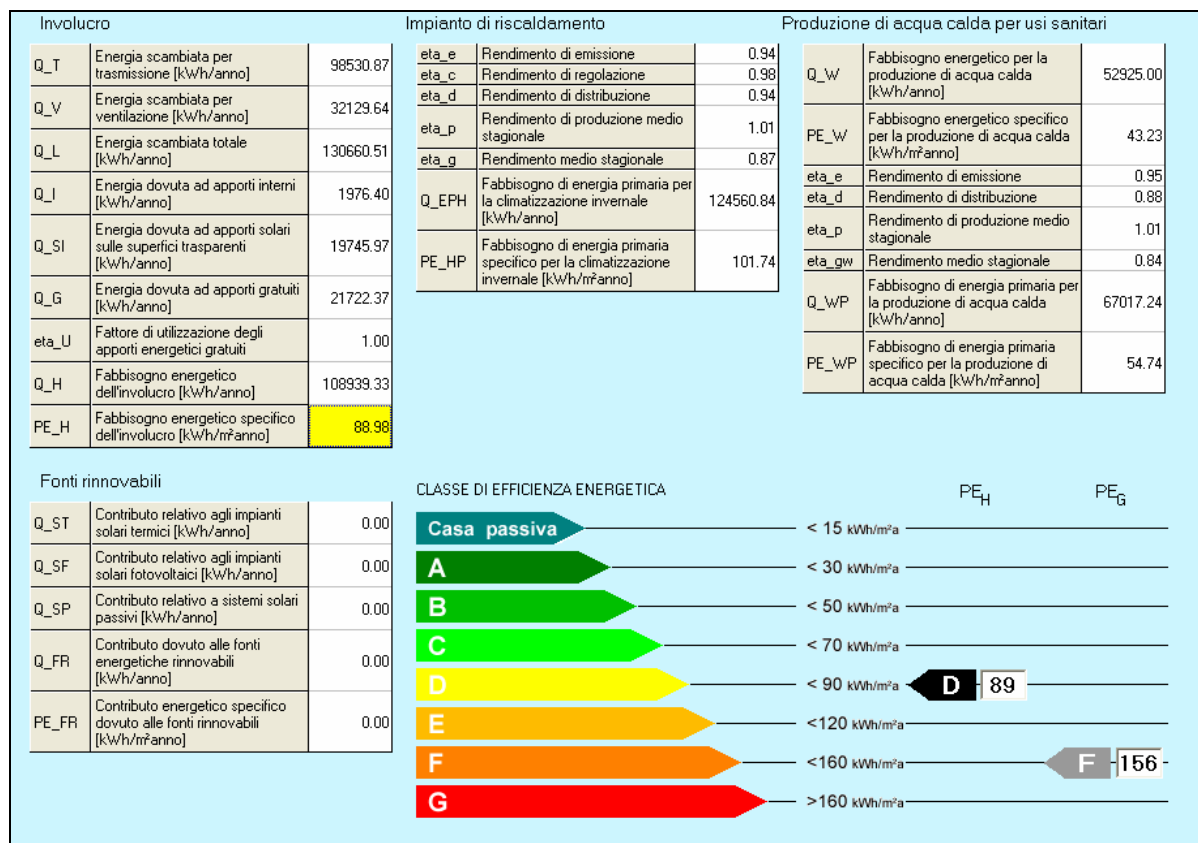 Involucro
Q_T
Energia scambiata per
trasmissione [kWh/anno]
98530.87
Q_V
Energia scambiata per
ventilazione [kWh/anno]
32129.64
Q_L
Energia scambiata totale
[kWh/anno]
130660.51
Q_I
Energia dovuta ad apporti interni
[kWh/anno]
1976.40
Q_SI
Energia dovuta ad apporti solari
sulle superfici trasparenti
[kWh/anno]
19745.97
Q_G
Energia dovuta ad apporti gratuiti
[kWh/anno]
21722.37
eta_U
Fattore di utilizzazione degli
apporti energetici gratuiti
1.00
Q_H
Fabbisogno energetico
dell'involucro [kWh/anno]
108939.33
PE_H
Fabbisogno energetico specifico
dell'involucro [kWh/m²anno]
88.98
Impianto di riscaldamento
eta_e Rendimento di emissione 0.94
eta_c Rendimento di regolazione 0.98
eta_d Rendimento di distribuzione 0.94
eta_p
Rendimento di produzione medio
stagionale
1.01
eta_g Rendimento medio stagionale 0.87
Q_EPH
Fabbisogno di energia primaria per
la climatizzazione invernale
[kWh/anno]
124560.84
PE_HP
Fabbisogno di energia primaria
specifico per la climatizzazione
invernale [kWh/m²anno]
101.74
Produzione di acqua calda per usi sanitari
Q_W
Fabbisogno energetico per la
produzione di acqua calda
[kWh/anno]
52925.00
PE_W
Fabbisogno energetico specifico
per la produzione di acqua calda
[kWh/m²anno]
43.23
eta_e Rendimento di emissione 0.95
eta_d Rendimento di distribuzione 0.88
eta_p
Rendimento di produzione medio
stagionale
1.01
eta_gw Rendimento medio stagionale 0.84
Q_WP
Fabbisogno di energia primaria per
la produzione di acqua calda
[kWh/anno]
67017.24
PE_WP
Fabbisogno di energia primaria
specifico per la produzione di
acqua calda [kWh/m²anno]
54.74
Fonti rinnovabili
Q_ST
Contributo relativo agli impianti
solari termici [kWh/anno]
0.00
Q_SF
Contributo relativo agli impianti
solari fotovoltaici [kWh/anno]
0.00
Q_SP
Contributo relativo a sistemi solari
passivi [kWh/anno]
0.00
Q_FR
Contributo dovuto alle fonti
energetiche rinnovabili
[kWh/anno]
0.00
PE_FR
Contributo energetico specifico
dovuto alle fonti rinnovabili
[kWh/m²anno]
0.00
CLASSE DI EFFICIENZA ENERGETICA PE_H PE_G
Casa passiva < 15 kWh/m²a
A < 30 kWh/m²a
B < 50 kWh/m²a
C < 70 kWh/m²a
D < 90 kWh/m²a D 89
E <120 kWh/m²a
F <160 kWh/m²a F 156
G >160 kWh/m²a